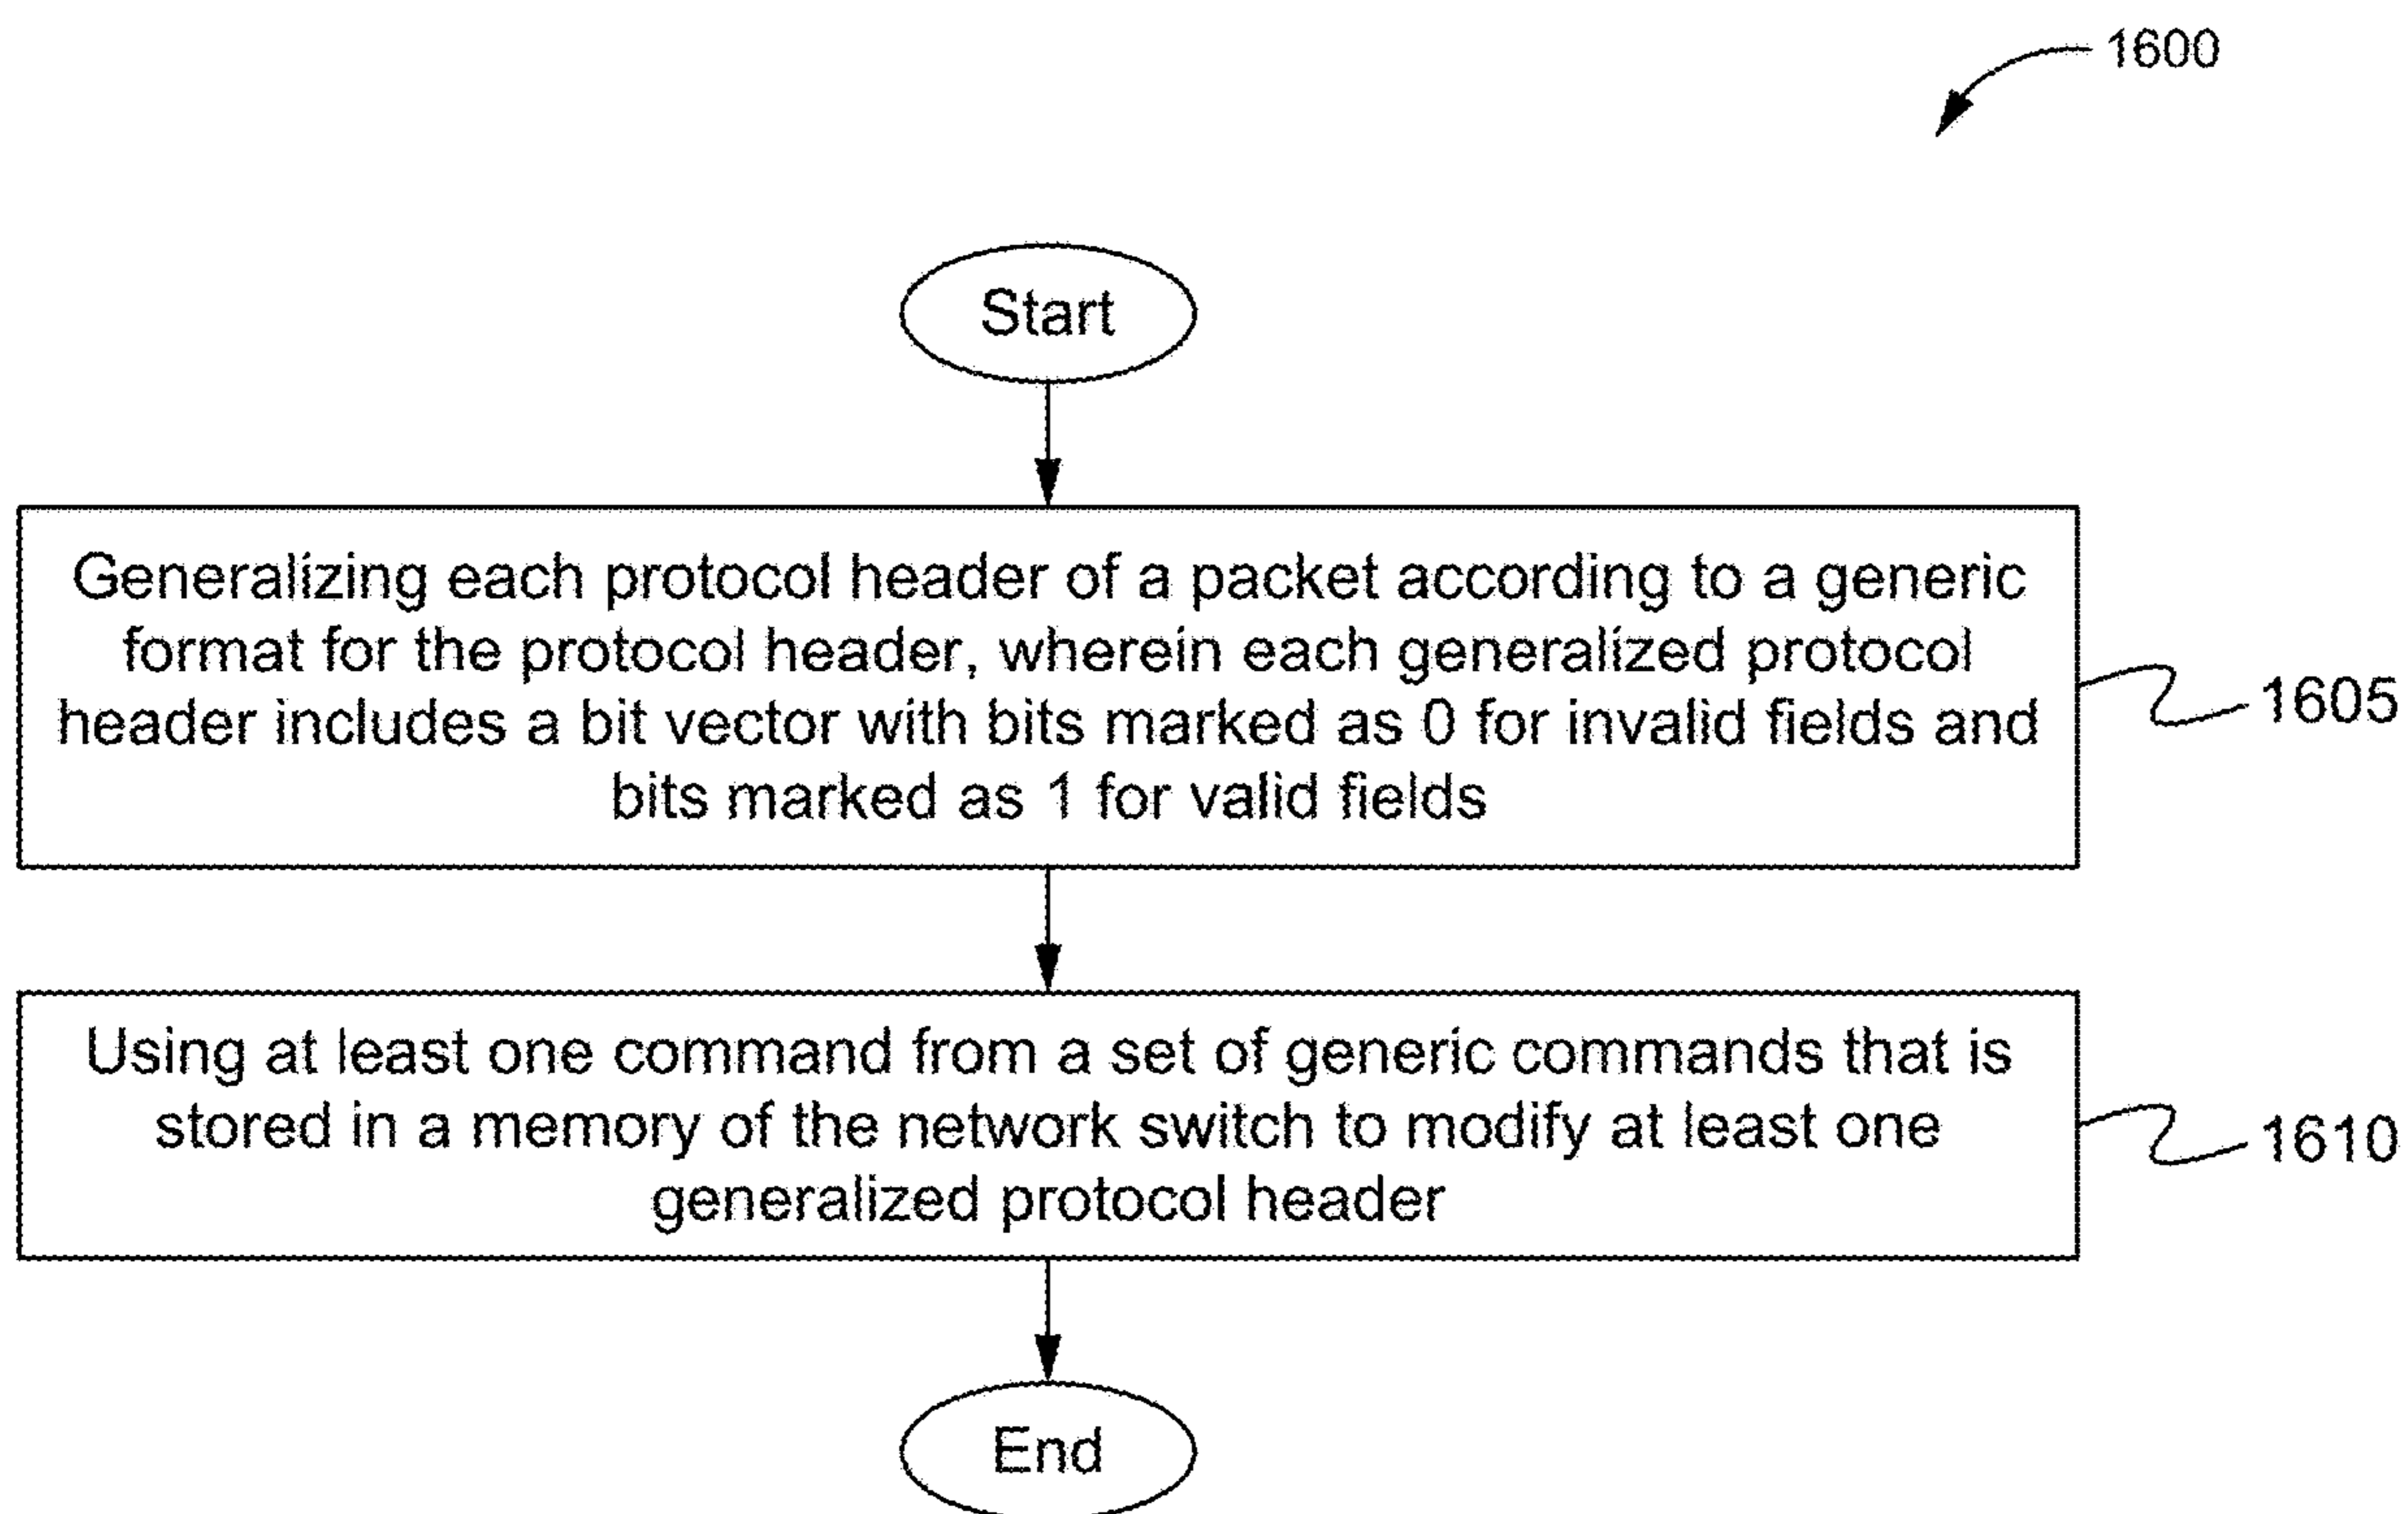 1600
Start
Generalizing each protocol header of a packet according to a generic
format for the protocol header, wherein each generalized protocol
header includes a bit vector with bits marked as 0 for invalid fields and
bits marked as 1 for valid fields
1605
Using at least one command from a set of generic commands that is
stored in a memory of the network switch to modify at least one
generalized protocol header
1610
End